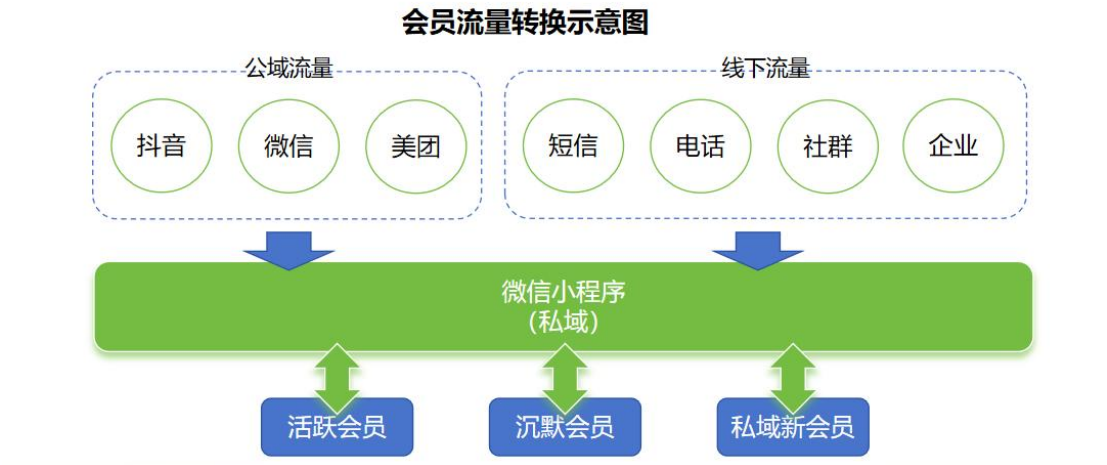 会员流量转换示意图
公域流量
线下流量
抖音
微信
美团
短信
电话
社群
企业
微信小程序
（私域）
活跃会员
沉默会员
私域新会员